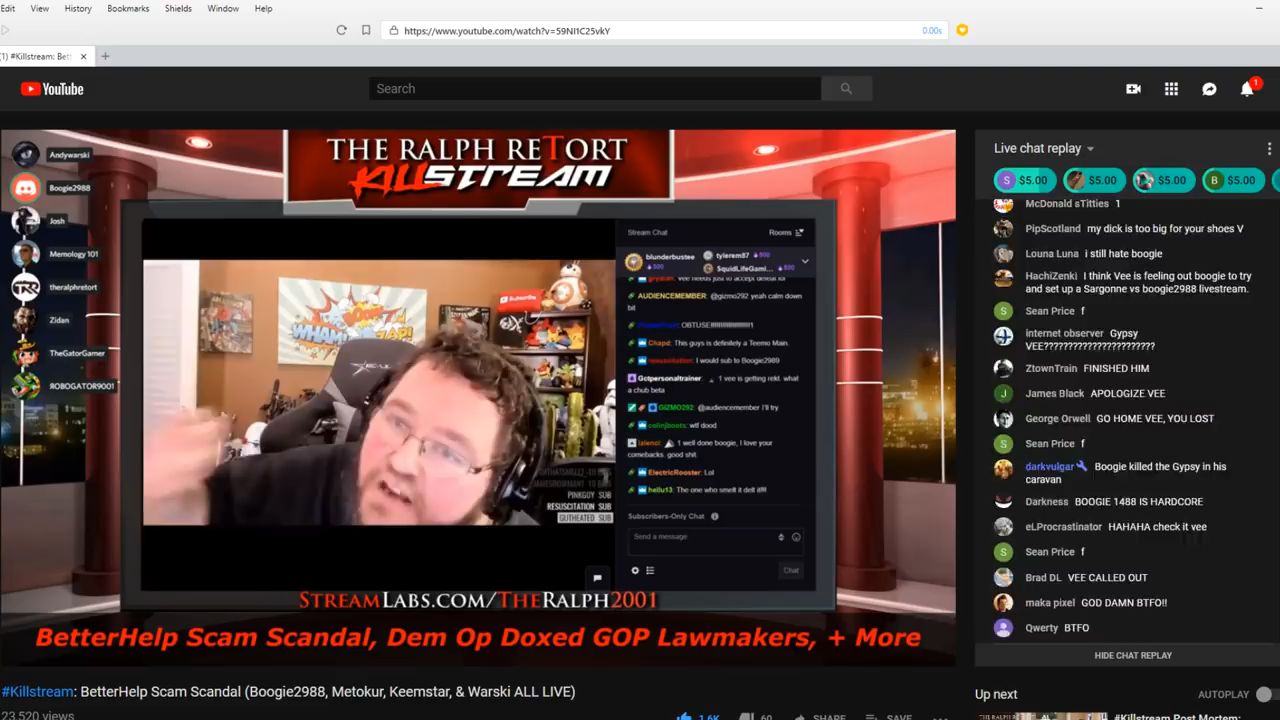 Edit View History Bookmarks Shields Window Help
https://www.youtube.com/watch?v=59NI1C25vkY 0.00s
(1) #Killstream: Bett
YouTube
Search
1
THE RALPH RETORT
KILLSTREAM
Andywarski
Boogie2988
Josh
Memology 101
TRR theralphretort
Zidan
TheGatorGamer
ROBOGATOR9001
Subscribe
WHAM!
ZAP!
PINKGUY SUB
RESUSCITATION SUB
GUTHEATED SUB
Stream Chat Rooms
blunderbustee
500
tylerem87 500
SquidLifeGami... 500
AUDIENCEMEMBER: @gizmo292 yeah calm down
bit
Chapd: This guys is definitely a Teemo Main.
resuscitation: I would sub to Boogie2989
Gctpersonaltrainer: 1 vee is getting rekt. what
a chub beta
GIZMO292: @audiencemember I'll try
colinjboots: wtf dood
1 well done boogie, I love your
comebacks. good shit.
ElectricRooster: Lol
hellu13: The one who smelt it delt it!!!
Subscribers-Only Chat
Send a message
Chat
STREAMLABS.COM/THERALPH2001
BetterHelp Scam Scandal, Dem Op Doxed GOP Lawmakers, + More
#Killstream: BetterHelp Scam Scandal (Boogie2988, Metokur, Keemstar, & Warski ALL LIVE)
23,520 views
1.6K 60 SHARE SAVE
Live chat replay
S $5.00 $5.00 $5.00 B $5.00
McDonald sTitties 1
PipScotland my dick is too big for your shoes V
Louna Luna i still hate boogie
HachiZenki I think Vee is feeling out boogie to try
and set up a Sargonne vs boogie2988 livestream.
S Sean Price f
internet observer Gypsy
VEE??????????????????????
ZtownTrain FINISHED HIM
J James Black APOLOGIZE VEE
George Orwell GO HOME VEE, YOU LOST
S Sean Price f
darkvulgar Boogie killed the Gypsy in his
caravan
Darkness BOOGIE 1488 IS HARDCORE
eLProcrastinator HAHAHA check it vee
S Sean Price f
Brad DL VEE CALLED OUT
maka pixel GOD DAMN BTFO!!
Qwerty BTFO
HIDE CHAT REPLAY
Up next AUTOPLAY
#Killstream Post Mortem: